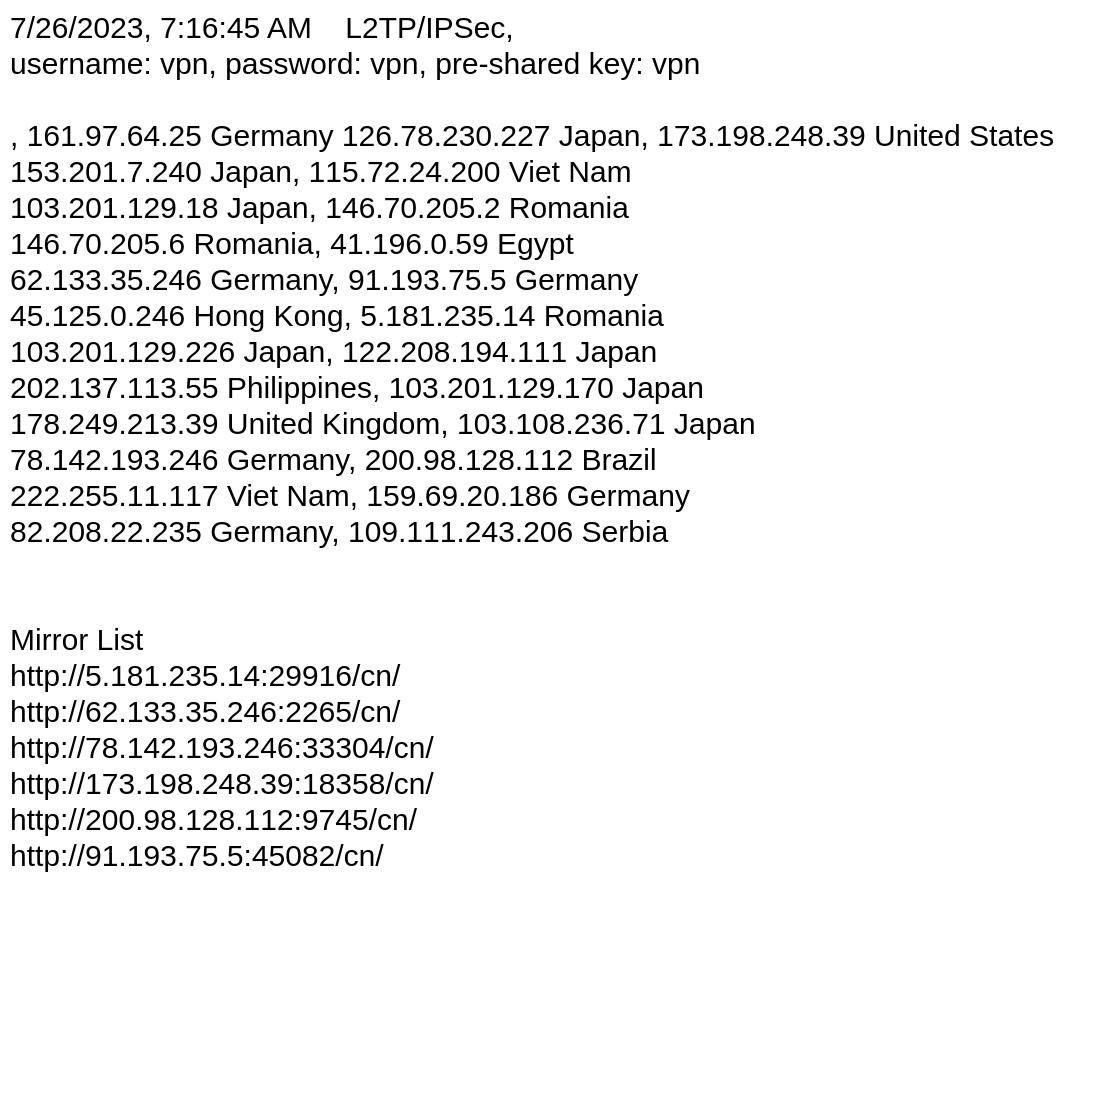 7/26/2023, 7:16:45 AM    L2TP/IPSec,
username: vpn, password: vpn, pre-shared key: vpn
, 161.97.64.25 Germany 126.78.230.227 Japan, 173.198.248.39 United States
153.201.7.240 Japan, 115.72.24.200 Viet Nam
103.201.129.18 Japan, 146.70.205.2 Romania
146.70.205.6 Romania, 41.196.0.59 Egypt
62.133.35.246 Germany, 91.193.75.5 Germany
45.125.0.246 Hong Kong, 5.181.235.14 Romania
103.201.129.226 Japan, 122.208.194.111 Japan
202.137.113.55 Philippines, 103.201.129.170 Japan
178.249.213.39 United Kingdom, 103.108.236.71 Japan
78.142.193.246 Germany, 200.98.128.112 Brazil
222.255.11.117 Viet Nam, 159.69.20.186 Germany
82.208.22.235 Germany, 109.111.243.206 Serbia
Mirror List
http://5.181.235.14:29916/cn/
http://62.133.35.246:2265/cn/
http://78.142.193.246:33304/cn/
http://173.198.248.39:18358/cn/
http://200.98.128.112:9745/cn/
http://91.193.75.5:45082/cn/